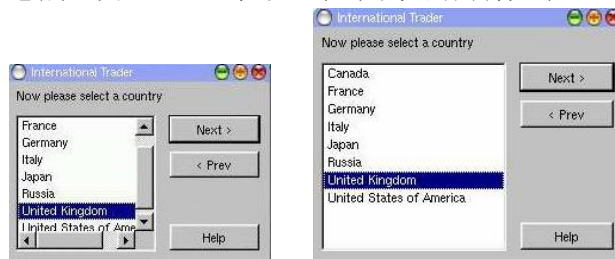 International Trader
Now please select a country
France
Germany
Italy
Japan
Russia
United Kingdom
United States of Ame
Next >
< Prev
Help
International Trader
Now please select a country
Canada
France
Germany
Italy
Japan
Russia
United Kingdom
United States of America
Next >
< Prev
Help